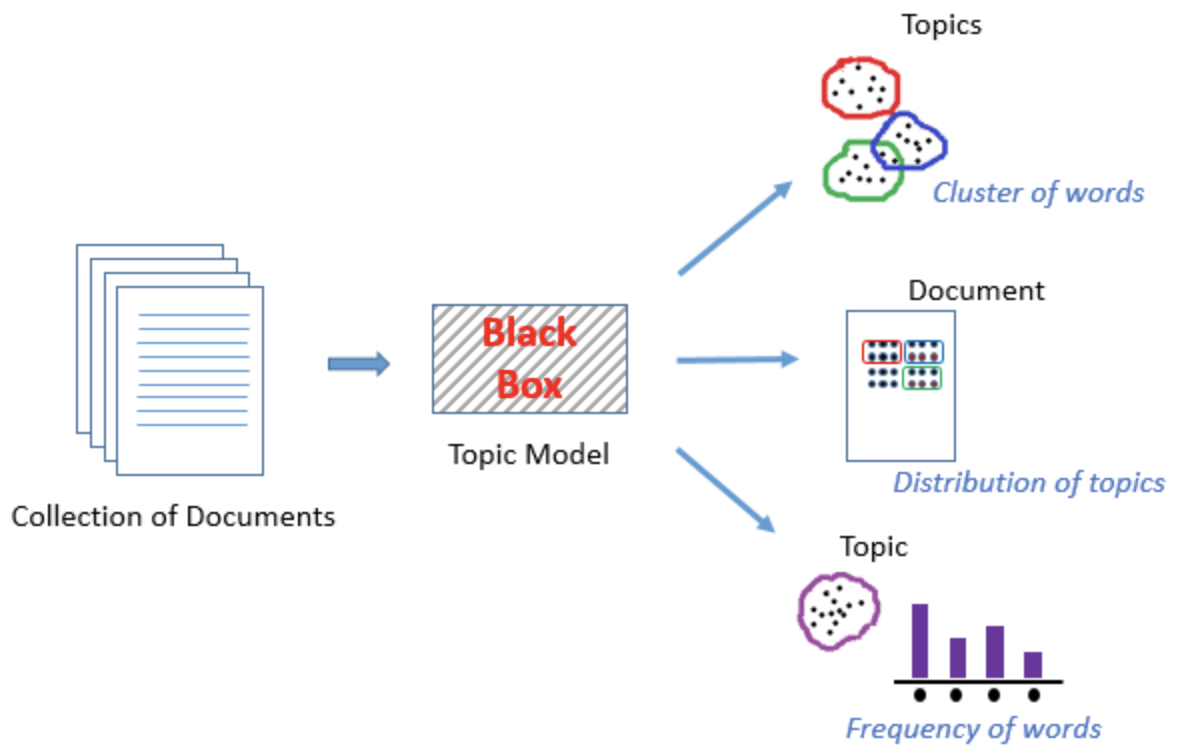 Topics
Cluster of words
Document
Black
Box
Topic Model
Distribution of topics
Collection of Documents
Topic
Frequency of words